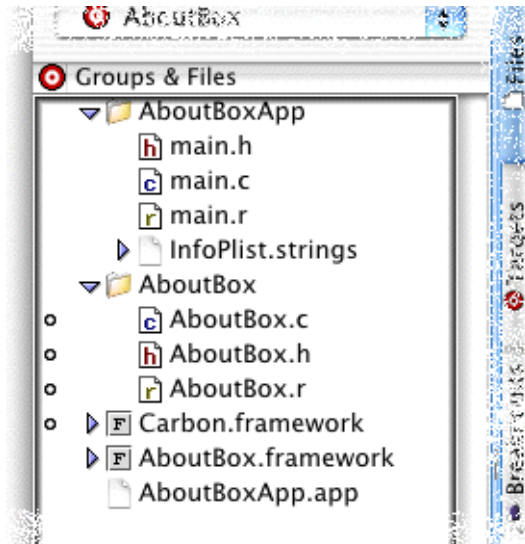 AboutBox
Groups & Files
AboutBoxApp
h main.h
c main.c
r main.r
InfoPlist.strings
AboutBox
c AboutBox.c
h AboutBox.h
r AboutBox.r
F Carbon.framework
F AboutBox.framework
AboutBoxApp.app
Files
Targets
Breakpoints